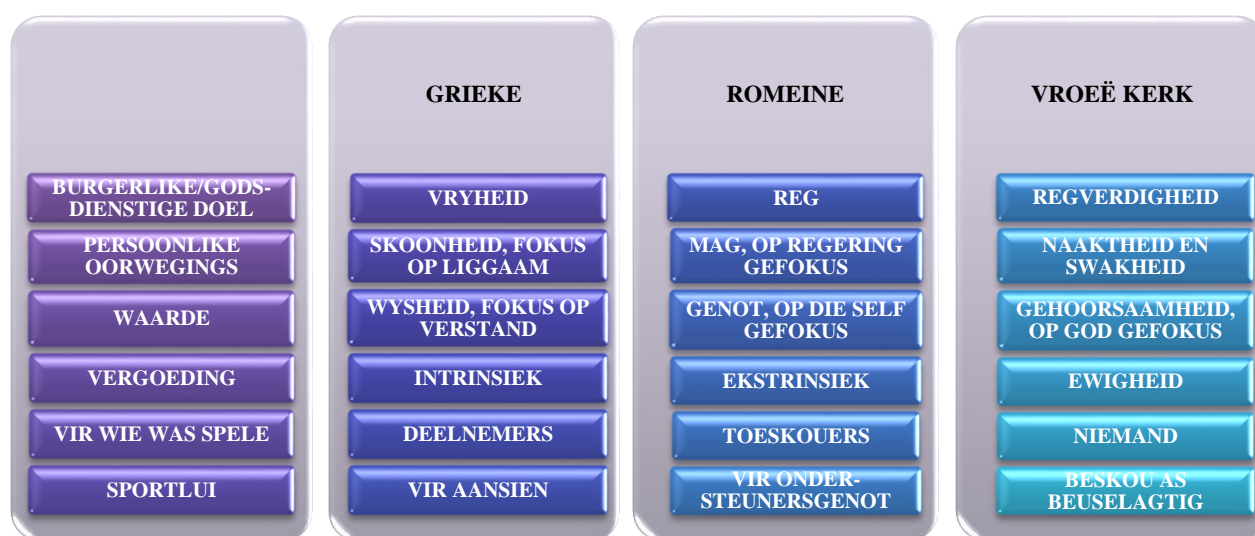 GRIEKE
ROMEINE
VROEË KERK
BURGERLIKE/GODS-
DIENSTIGE DOEL
VRYHEID
REG
REGVERDIGHEID
PERSOONLIKE
OORWEGINGS
SKOONHEID, FOKUS
OP LIGGAAM
MAG, OP REGERING
GEFOKUS
NAAKTHEID EN
SWAKHEID
WAARDE
WYSHEID, FOKUS OP
VERSTAND
GENOT, OP DIE SELF
GEFOKUS
GEHOORSAAMHEID,
OP GOD GEFOKUS
VERGOEDING
INTRINSIEK
EKSTRINSIEK
EWIGHEID
VIR WIE WAS SPELE
DEELNEMERS
TOESKOUERS
NIEMAND
SPORTLUI
VIR AANSIEN
VIR ONDER-
STEUNERSGENOT
BESKOU AS
BEUSELAGTIG